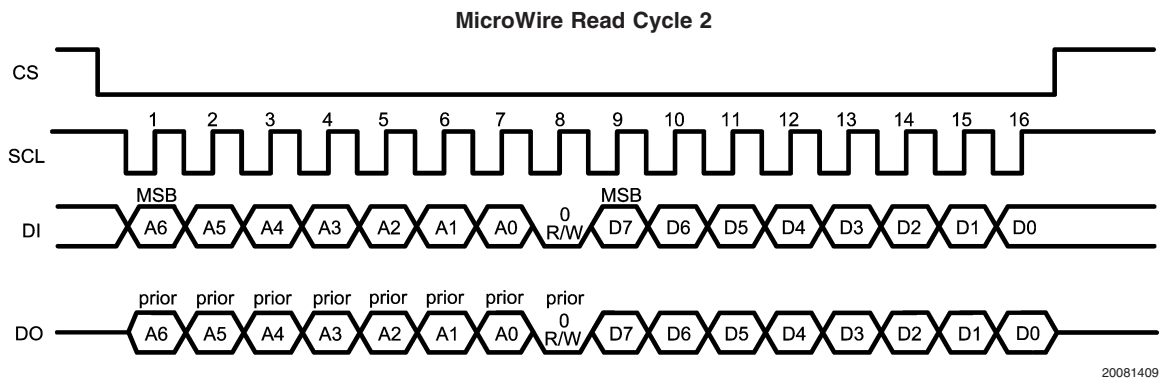 MicroWire Read Cycle 2
CS
1 2 3 4 5 6 7 8 9 10 11 12 13 14 15 16
SCL
MSB MSB
DI A6 A5 A4 A3 A2 A1 A0 0 R/W D7 D6 D5 D4 D3 D2 D1 D0
prior prior prior prior prior prior prior prior
DO A6 A5 A4 A3 A2 A1 A0 0 R/W D7 D6 D5 D4 D3 D2 D1 D0
20081409